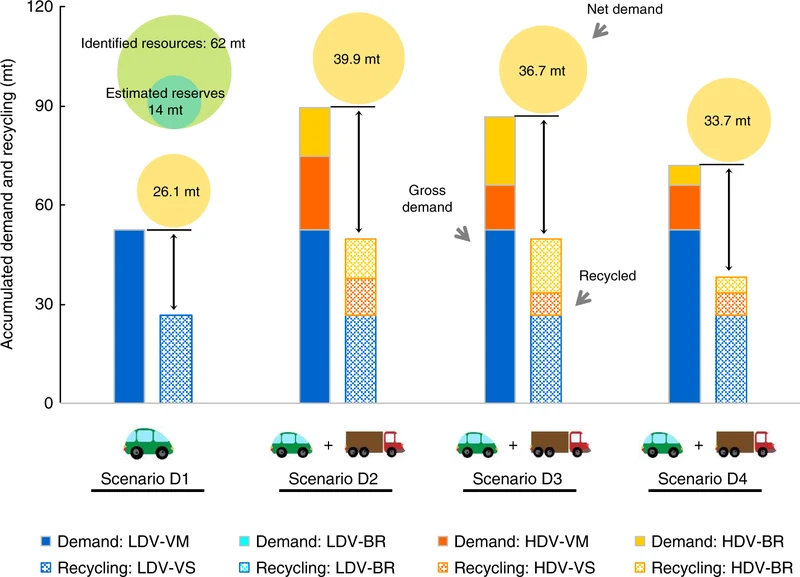 Accumulated demand and recycling (mt)
120
90
60
30
0
Identified resources: 62 mt
Estimated reserves
14 mt
26.1 mt
39.9 mt
36.7 mt
33.7 mt
Net demand
Gross
demand
Recycled
+
+
+
Scenario D1
Scenario D2
Scenario D3
Scenario D4
Demand: LDV-VM
Demand: LDV-BR
Demand: HDV-VM
Demand: HDV-BR
Recycling: LDV-VS
Recycling: LDV-BR
Recycling: HDV-VS
Recycling: HDV-BR